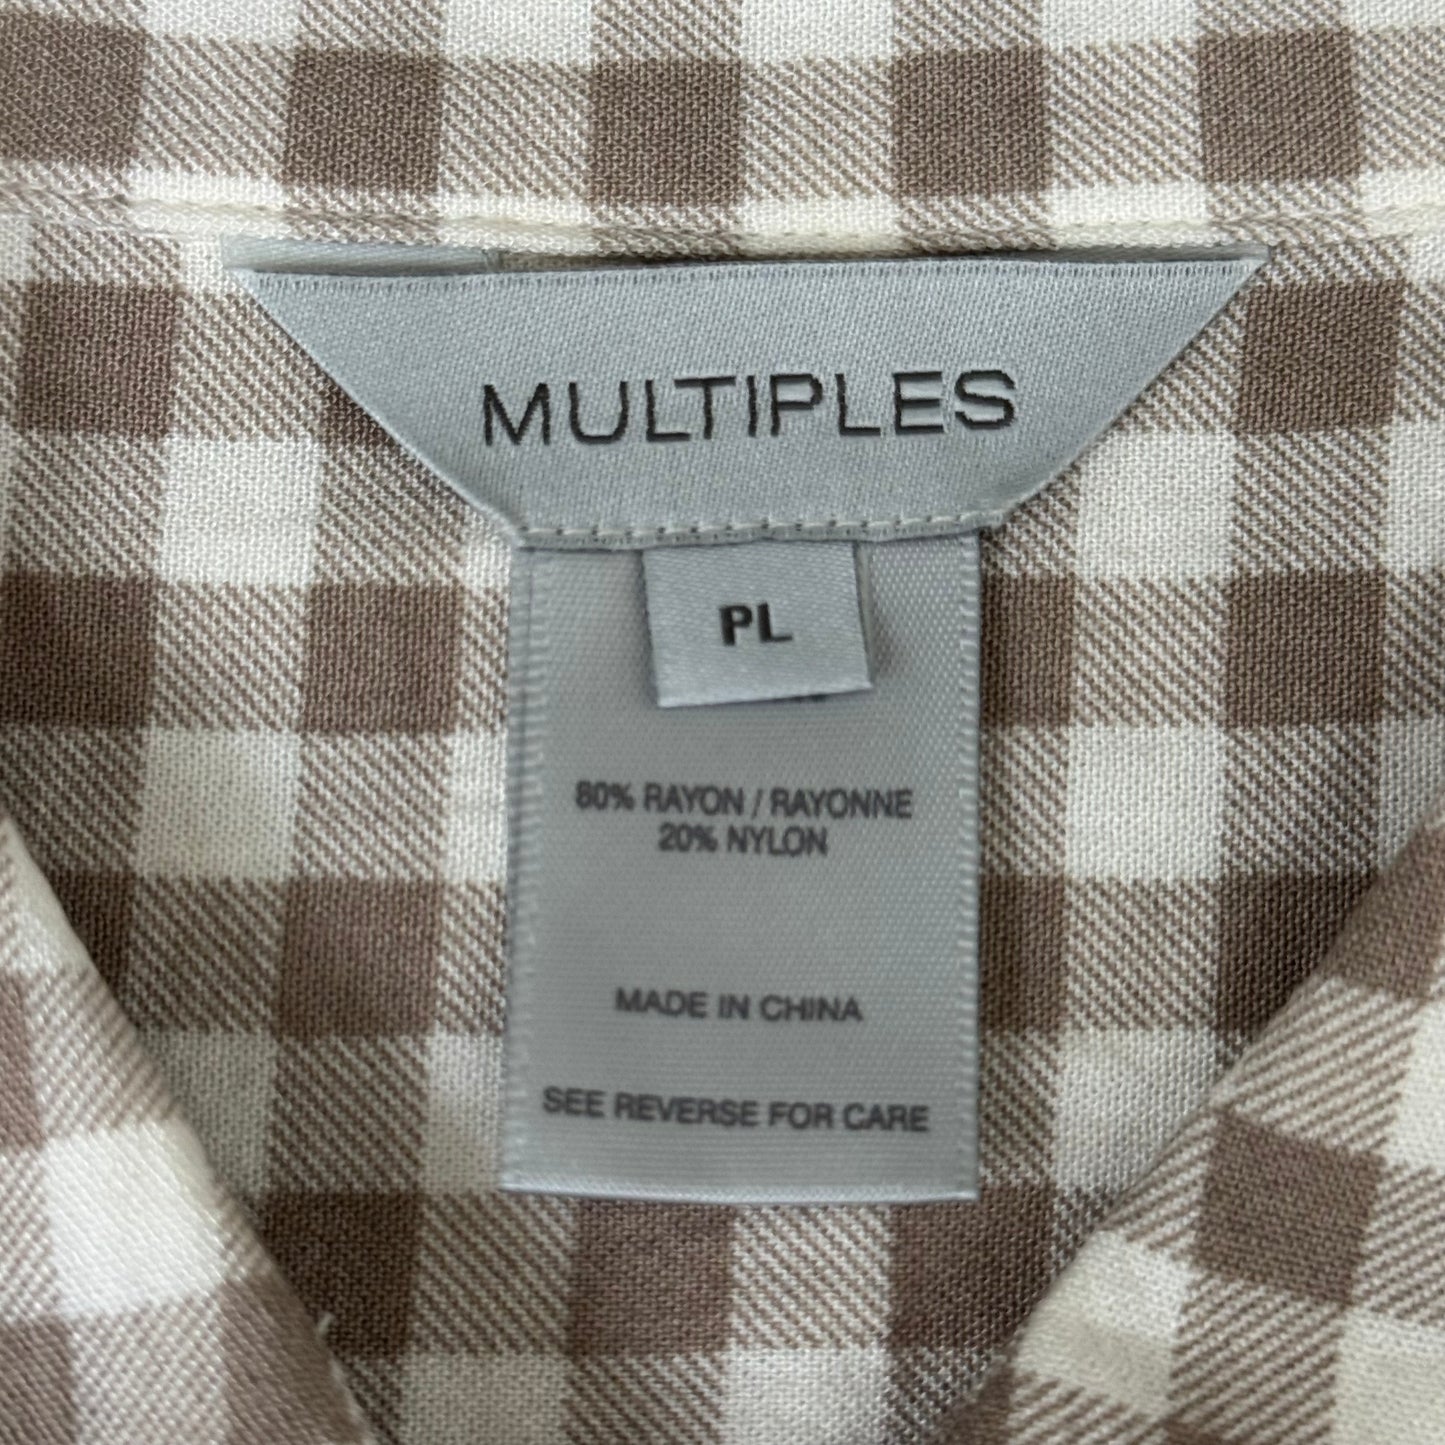 MULTIPLES
PL
80% RAYON / RAYONNE
20% NYLON
MADE IN CHINA
SEE REVERSE FOR CARE